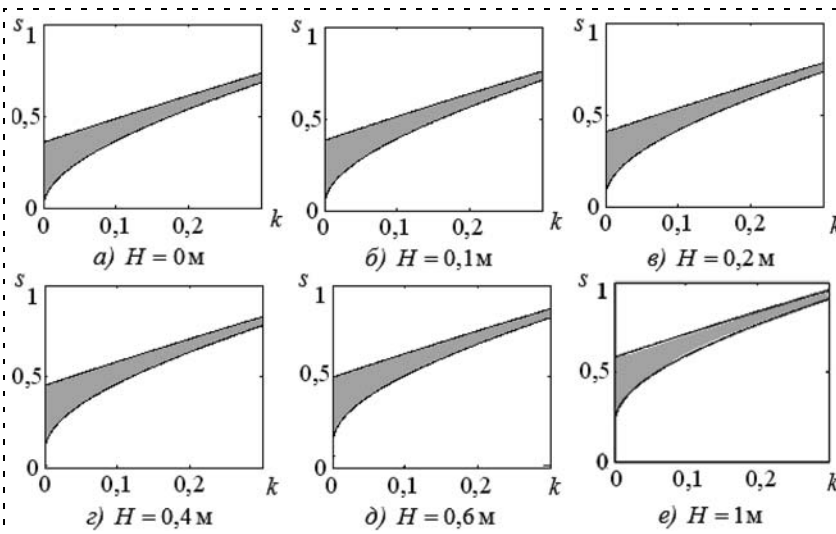 s s s
1 1 1
0,5 0,5 0,5
0 0 0
0 0,1 0,2 k 0 0,1 0,2 k 0 0,1 0,2 k
а) H = 0 м б) H = 0,1 м в) H = 0,2 м
s s s
1 1 1
0,5 0,5 0,5
0 0 0
0 0,1 0,2 k 0 0,1 0,2 k 0 0,1 0,2 k
г) H = 0,4 м д) H = 0,6 м е) H = 1 м